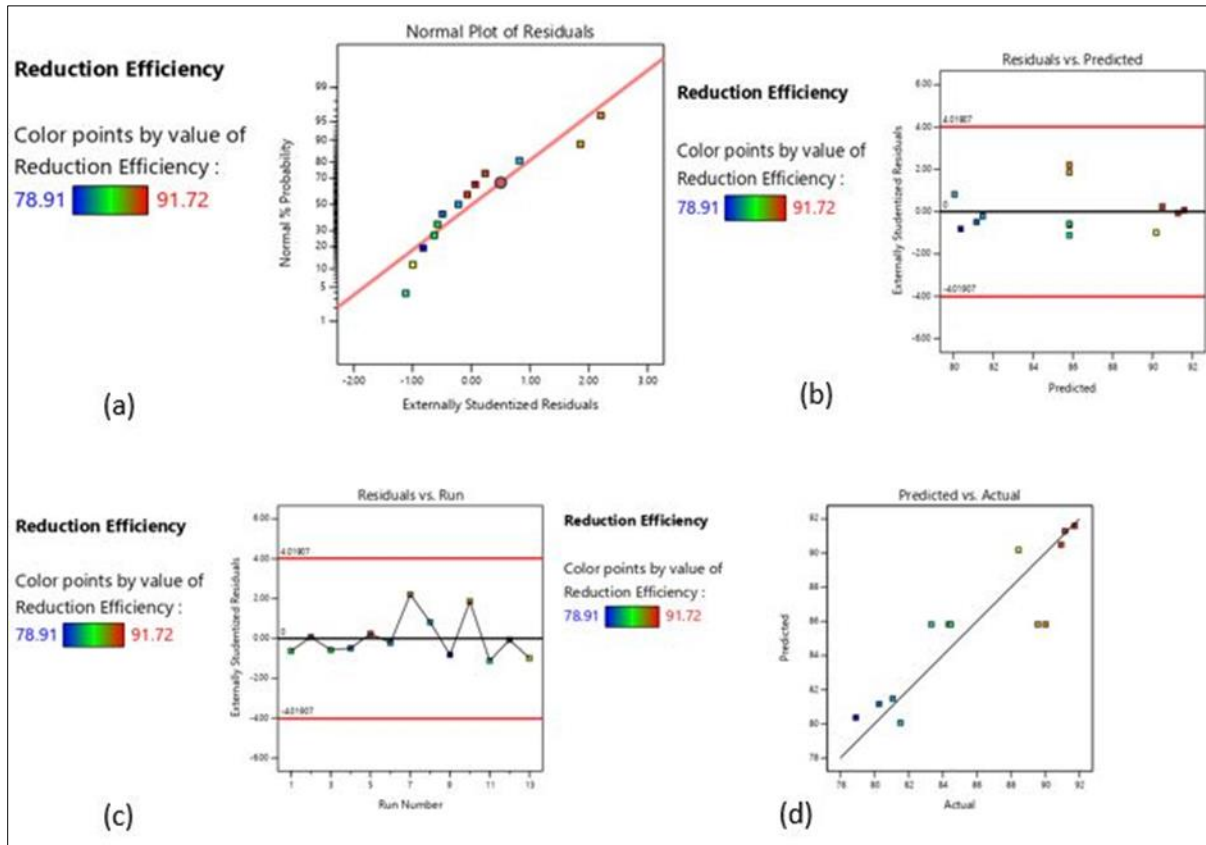 Normal Plot of Residuals
Reduction Efficiency
Color points by value of
Reduction Efficiency :
78.91 91.72
Normal % Probability
99
95
90
80
70
50
30
20
10
5
1
-2.00 -1.00 0.00 1.00 2.00 3.00
Externally Studentized Residuals
(a)
Residuals vs. Predicted
Reduction Efficiency
Color points by value of
Reduction Efficiency :
78.91 91.72
Externally Studentized Residuals
6.00
4.00
2.00
0.00
-2.00
-4.00
-6.00
4.01907
0
-4.01907
80 82 84 86 88 90 92
Predicted
(b)
Residuals vs. Run
Reduction Efficiency
Color points by value of
Reduction Efficiency :
78.91 91.72
Externally Studentized Residuals
6.00
4.00
2.00
0.00
-2.00
-4.00
-6.00
4.01907
0
-4.01907
1 3 5 7 9 11 13
Run Number
(c)
Predicted vs. Actual
Reduction Efficiency
Color points by value of
Reduction Efficiency :
78.91 91.72
Predicted
92
90
88
86
84
82
80
78
78 80 82 84 86 88 90 92
Actual
(d)